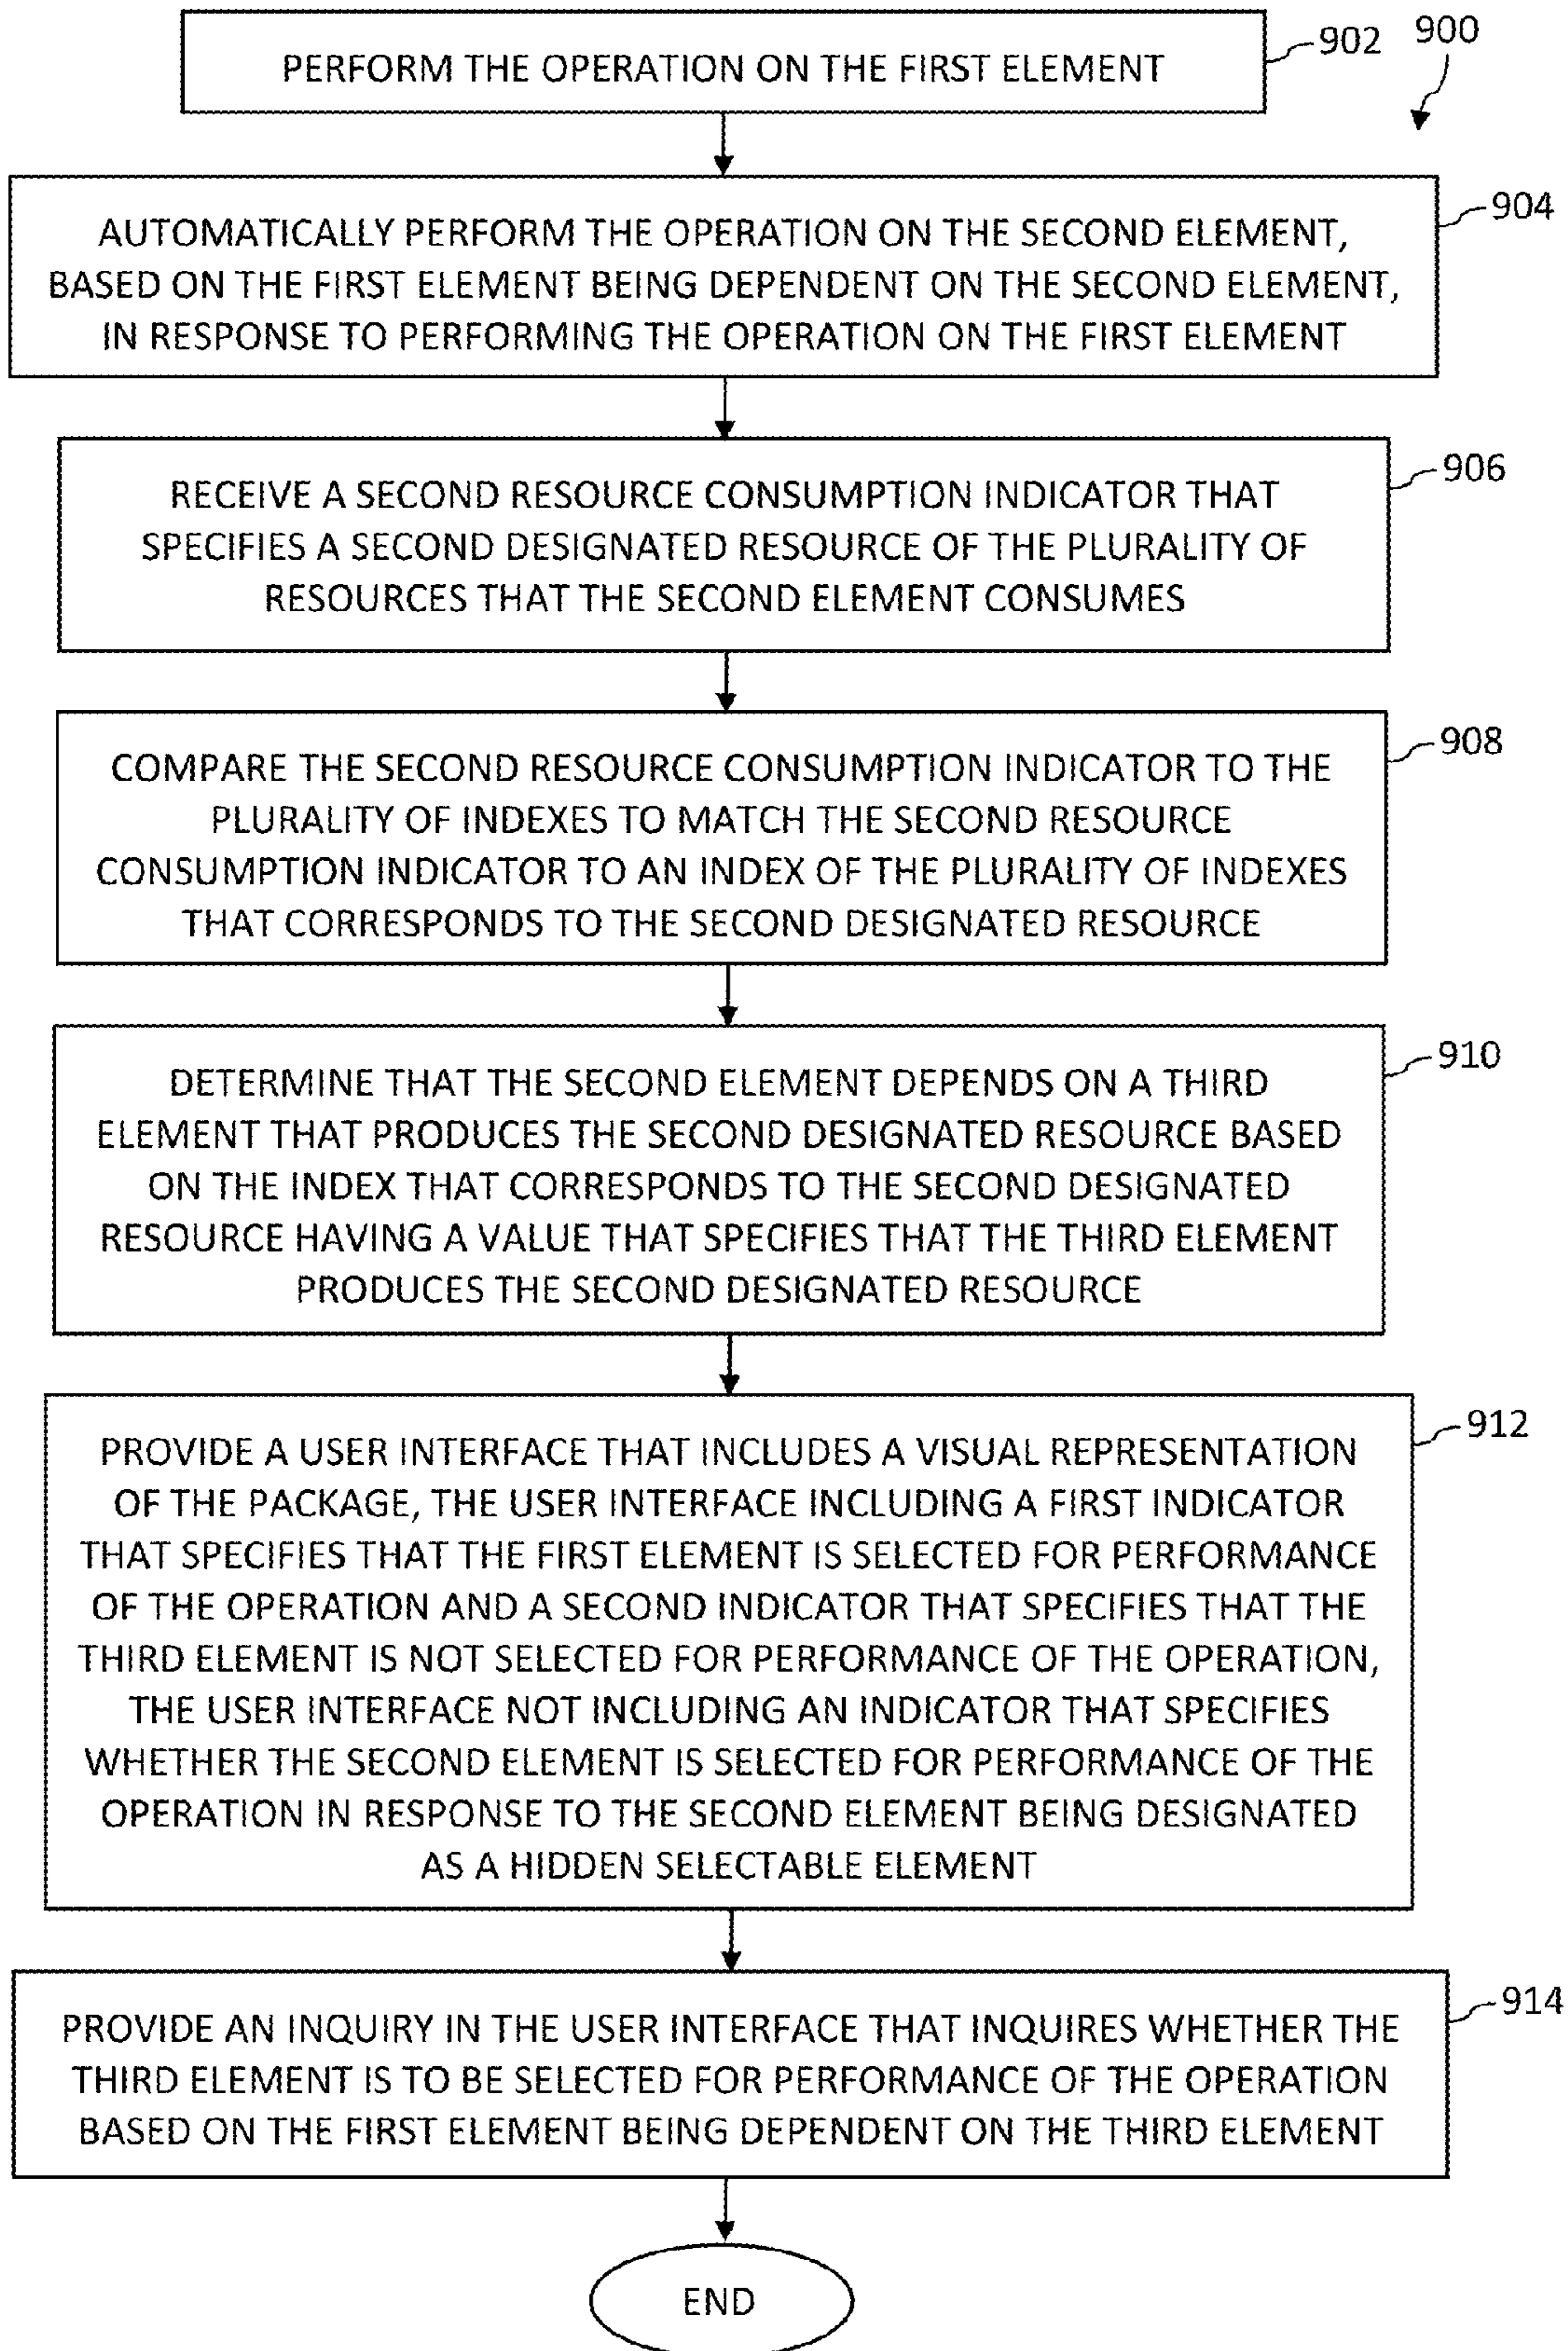 900
PERFORM THE OPERATION ON THE FIRST ELEMENT
902
AUTOMATICALLY PERFORM THE OPERATION ON THE SECOND ELEMENT,
BASED ON THE FIRST ELEMENT BEING DEPENDENT ON THE SECOND ELEMENT,
IN RESPONSE TO PERFORMING THE OPERATION ON THE FIRST ELEMENT
904
RECEIVE A SECOND RESOURCE CONSUMPTION INDICATOR THAT
SPECIFIES A SECOND DESIGNATED RESOURCE OF THE PLURALITY OF
RESOURCES THAT THE SECOND ELEMENT CONSUMES
906
COMPARE THE SECOND RESOURCE CONSUMPTION INDICATOR TO THE
PLURALITY OF INDEXES TO MATCH THE SECOND RESOURCE
CONSUMPTION INDICATOR TO AN INDEX OF THE PLURALITY OF INDEXES
THAT CORRESPONDS TO THE SECOND DESIGNATED RESOURCE
908
DETERMINE THAT THE SECOND ELEMENT DEPENDS ON A THIRD
ELEMENT THAT PRODUCES THE SECOND DESIGNATED RESOURCE BASED
ON THE INDEX THAT CORRESPONDS TO THE SECOND DESIGNATED
RESOURCE HAVING A VALUE THAT SPECIFIES THAT THE THIRD ELEMENT
PRODUCES THE SECOND DESIGNATED RESOURCE
910
PROVIDE A USER INTERFACE THAT INCLUDES A VISUAL REPRESENTATION
OF THE PACKAGE, THE USER INTERFACE INCLUDING A FIRST INDICATOR
THAT SPECIFIES THAT THE FIRST ELEMENT IS SELECTED FOR PERFORMANCE
OF THE OPERATION AND A SECOND INDICATOR THAT SPECIFIES THAT THE
THIRD ELEMENT IS NOT SELECTED FOR PERFORMANCE OF THE OPERATION,
THE USER INTERFACE NOT INCLUDING AN INDICATOR THAT SPECIFIES
WHETHER THE SECOND ELEMENT IS SELECTED FOR PERFORMANCE OF THE
OPERATION IN RESPONSE TO THE SECOND ELEMENT BEING DESIGNATED
AS A HIDDEN SELECTABLE ELEMENT
912
PROVIDE AN INQUIRY IN THE USER INTERFACE THAT INQUIRES WHETHER THE
THIRD ELEMENT IS TO BE SELECTED FOR PERFORMANCE OF THE OPERATION
BASED ON THE FIRST ELEMENT BEING DEPENDENT ON THE THIRD ELEMENT
914
END